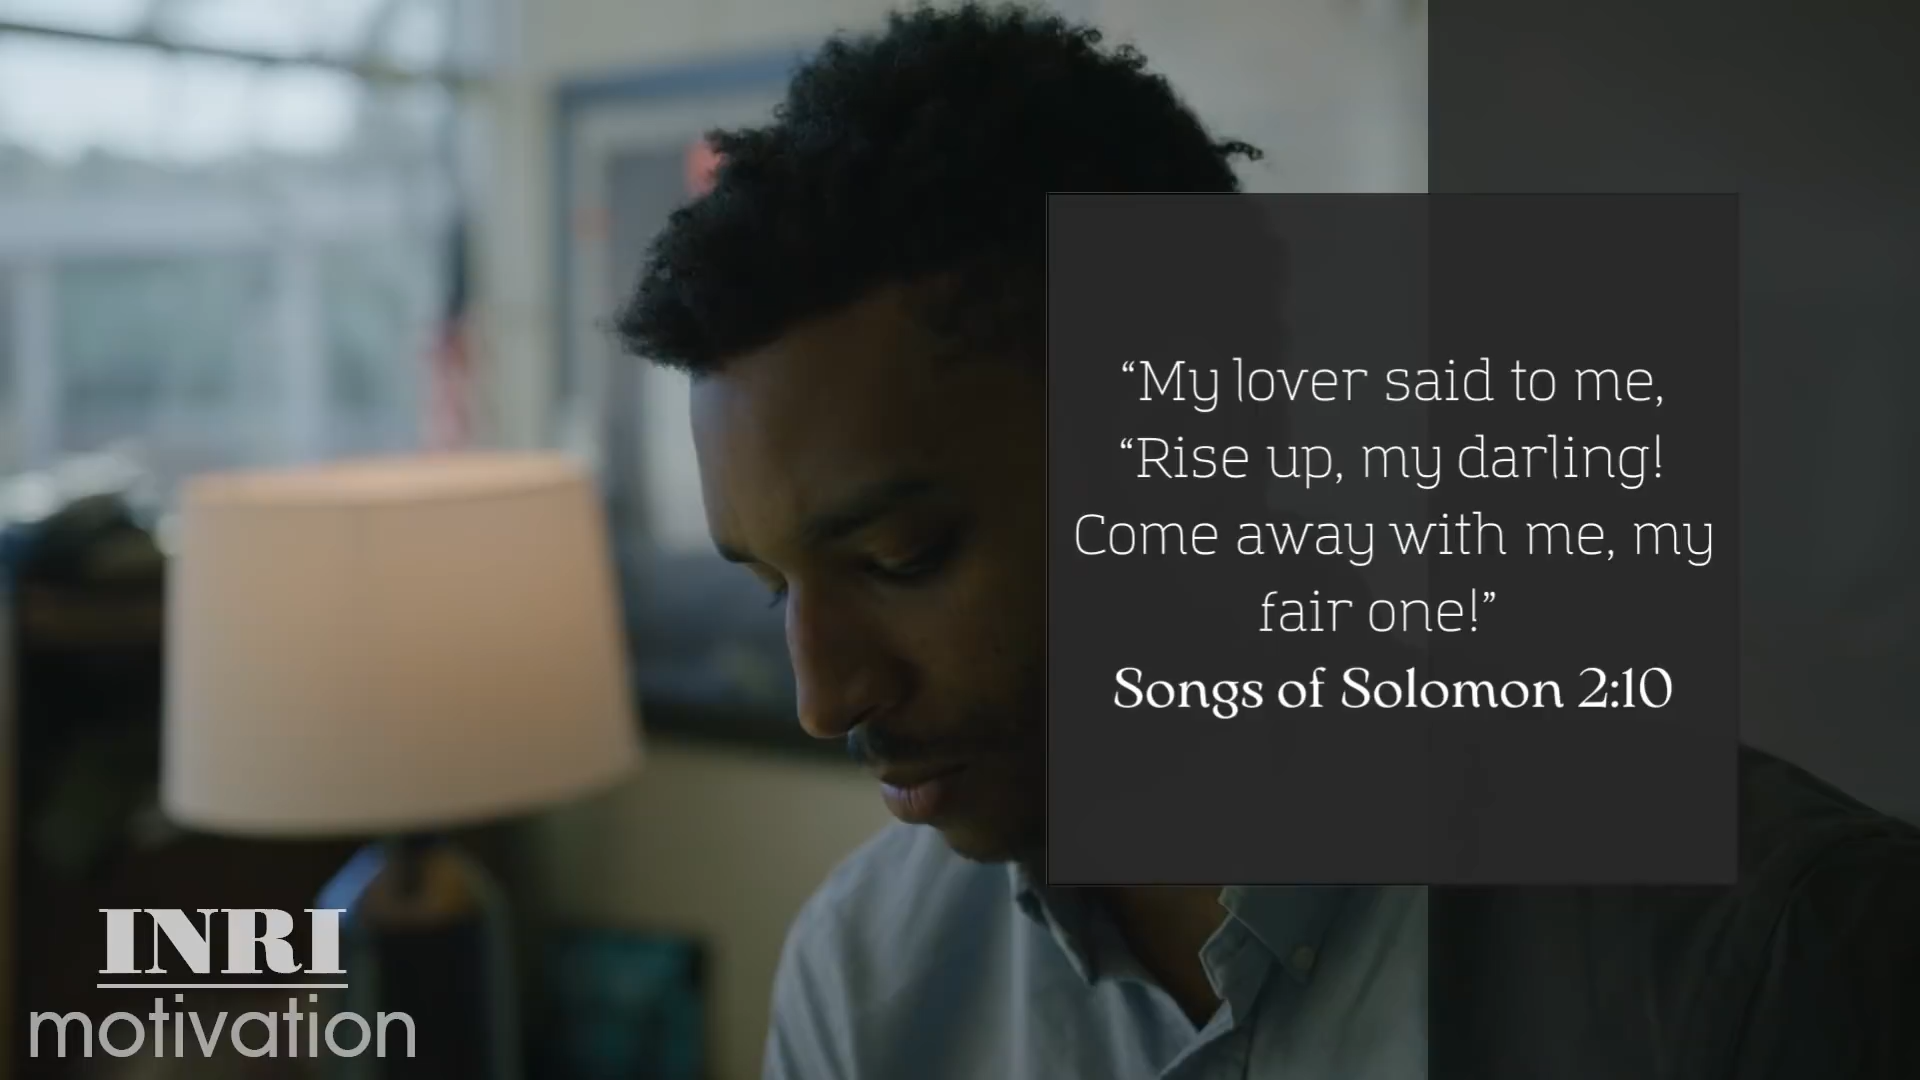 “My lover said to me,
“Rise up, my darling!
Come away with me, my
fair one!”
Songs of Solomon 2:10
INRI
motivation